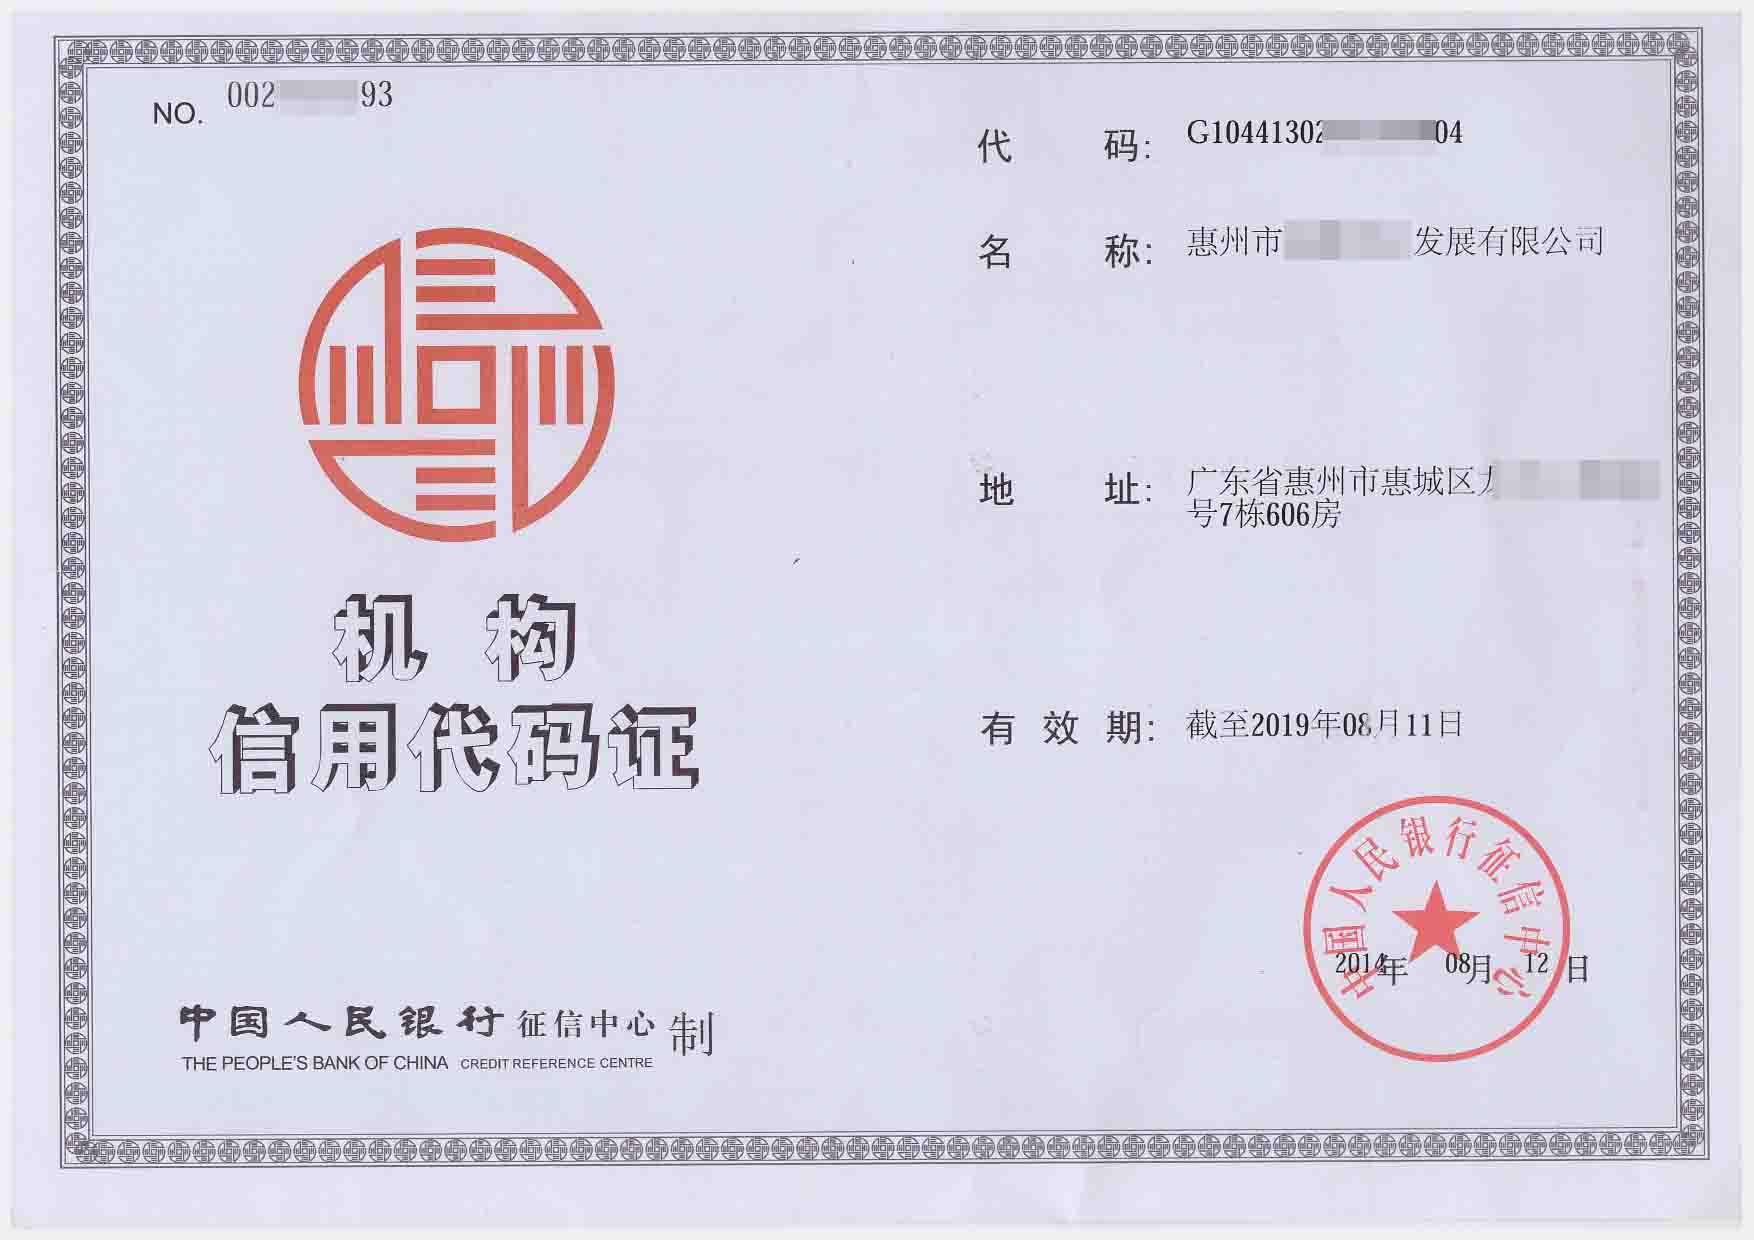 NO. 002 93
机 构
信用代码证
中国人民银行征信中心 制
THE PEOPLE'S BANK OF CHINA CREDIT REFERENCE CENTRE
代 码: G10441302 04
名 称: 惠州市 发展有限公司
地 址: 广东省惠州市惠城区
号7栋606房
有 效 期: 截至2019年08月11日
中国人民银行征信中心
2014年 08月 12日